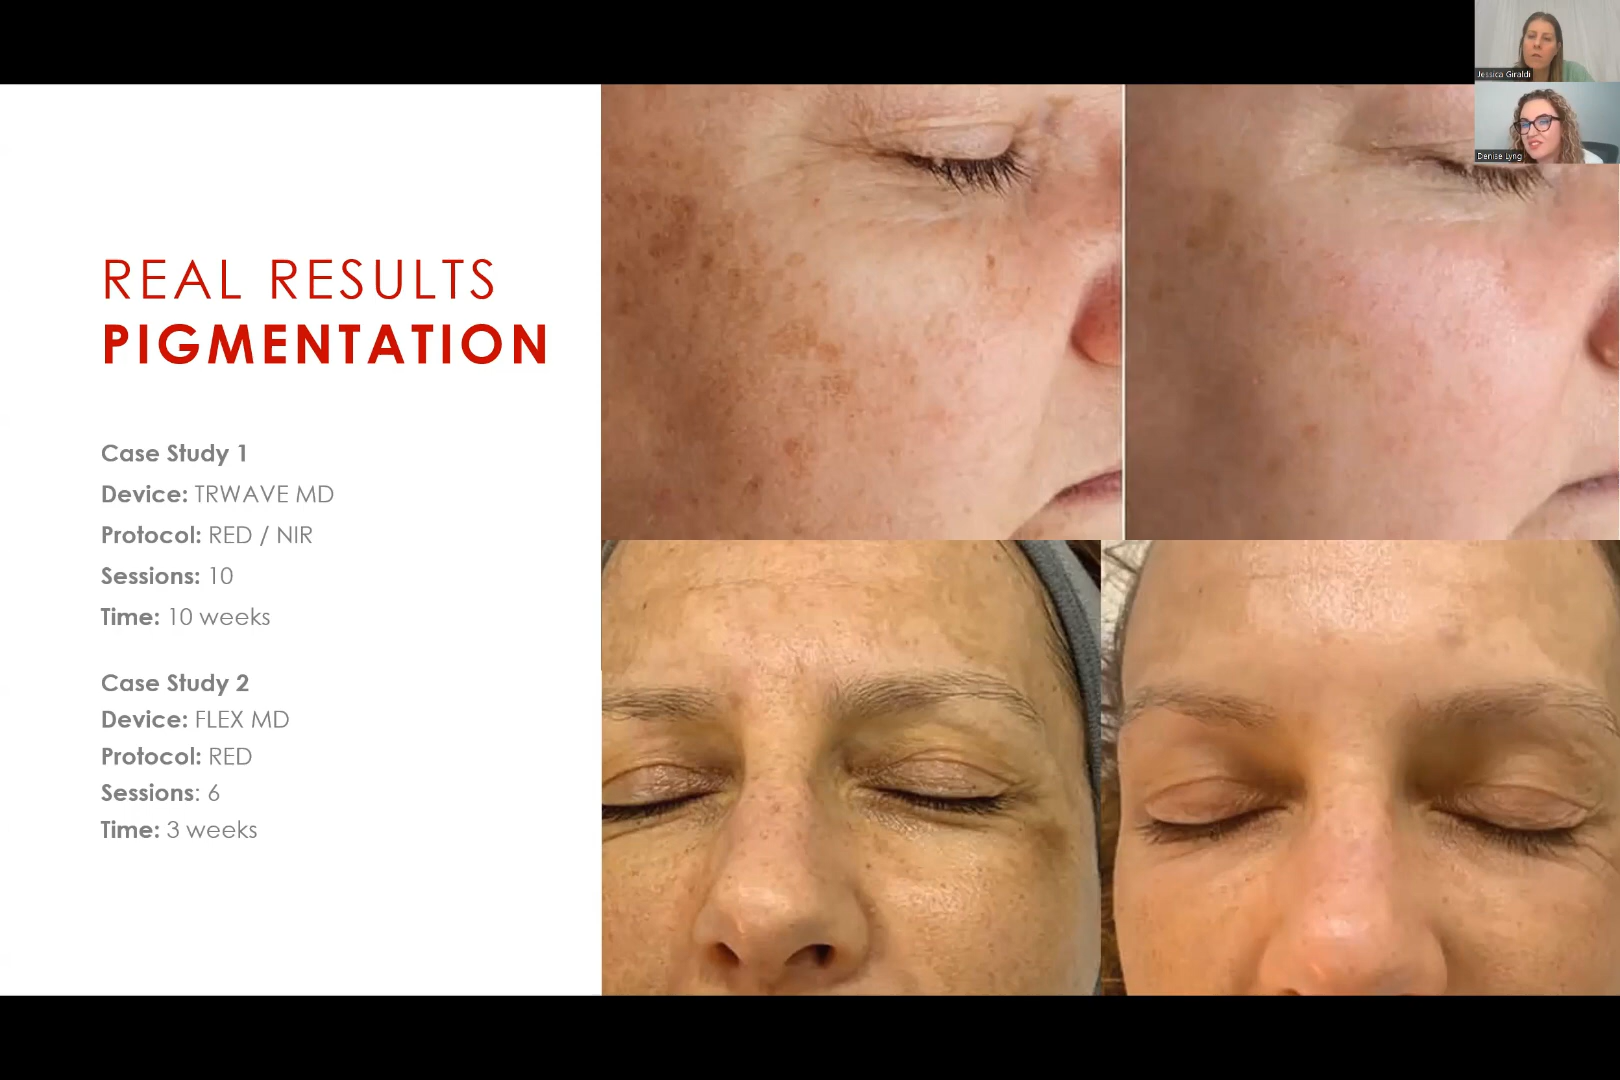 REAL RESULTS
PIGMENTATION
Case Study 1
Device: TRWAVE MD
Protocol: RED / NIR
Sessions: 10
Time: 10 weeks
Case Study 2
Device: FLEX MD
Protocol: RED
Sessions: 6
Time: 3 weeks
Jessica Giraldi
Denise Lyng